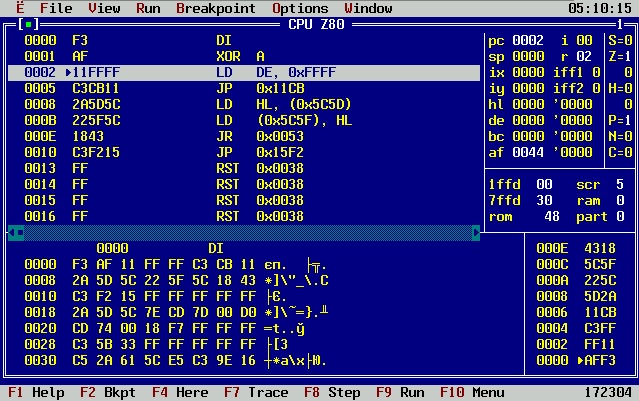 Ё File View Run Breakpoint Options Window 05:10:15
CPU Z80 1
0000 F3 DI
0001 AF XOR A
0002 11FFFF LD DE, 0xFFFF
0005 C3CB11 JP 0x11CB
0008 2A5D5C LD HL, (0x5C5D)
000B 225F5C LD (0x5C5F), HL
000E 1843 JR 0x0053
0010 C3F215 JP 0x15F2
0013 FF RST 0x0038
0014 FF RST 0x0038
0015 FF RST 0x0038
0016 FF RST 0x0038
pc 0002 i 00 S=0
sp 0000 r 02 Z=1
ix 0000 iff1 0 0
iy 0000 iff2 0 H=0
hl 0000 '0000 0
de 0000 '0000 P=1
bc 0000 '0000 N=0
af 0044 '0000 C=0
1ffd 00 scr 5
7ffd 30 ram 0
rom 48 part 0
0000 DI
0000 F3 AF 11 FF FF C3 CB 11 єп. ├╦.
0008 2A 5D 5C 22 5F 5C 18 43 *]\"_\.C
0010 C3 F2 15 FF FF FF FF FF ├Є.
0018 2A 5D 5C 7E CD 7D 00 D0 *]\~=}.╨
0020 CD 74 00 18 F7 FF FF FF =t..ў
0028 C3 5B 33 FF FF FF FF FF ├[3
0030 C5 2A 61 5C E5 C3 9E 16 ┼*a\х├Ю.
000E 4318
000C 5C5F
000A 225C
0008 5D2A
0006 11CB
0004 C3FF
0002 FF11
0000 AFF3
F1 Help F2 Bkpt F4 Here F7 Trace F8 Step F9 Run F10 Menu 172304